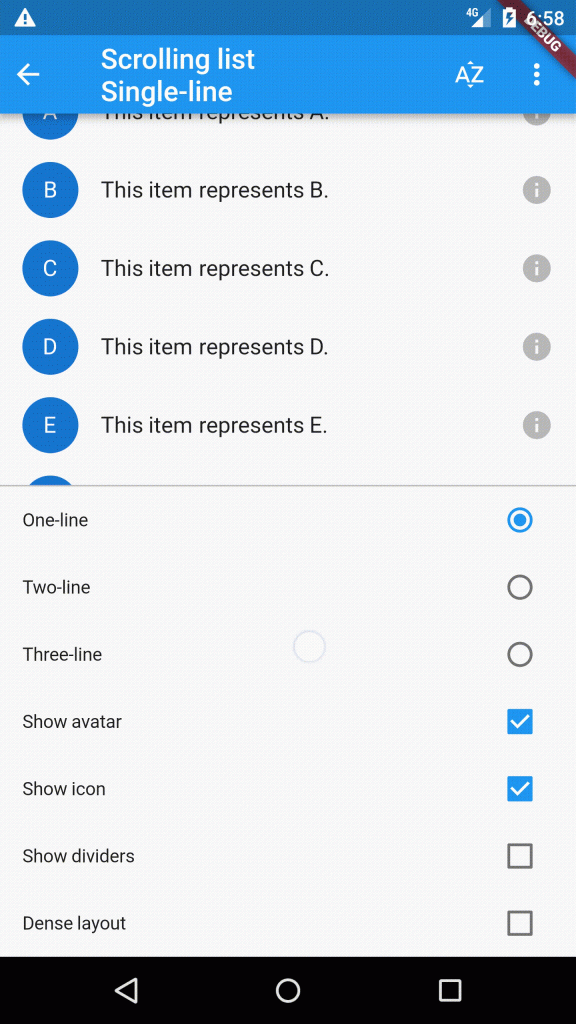 4G 6:58
DEBUG
Scrolling list
Single-line
AZ
A This item represents A.
B This item represents B.
C This item represents C.
D This item represents D.
E This item represents E.
One-line
Two-line
Three-line
Show avatar
Show icon
Show dividers
Dense layout